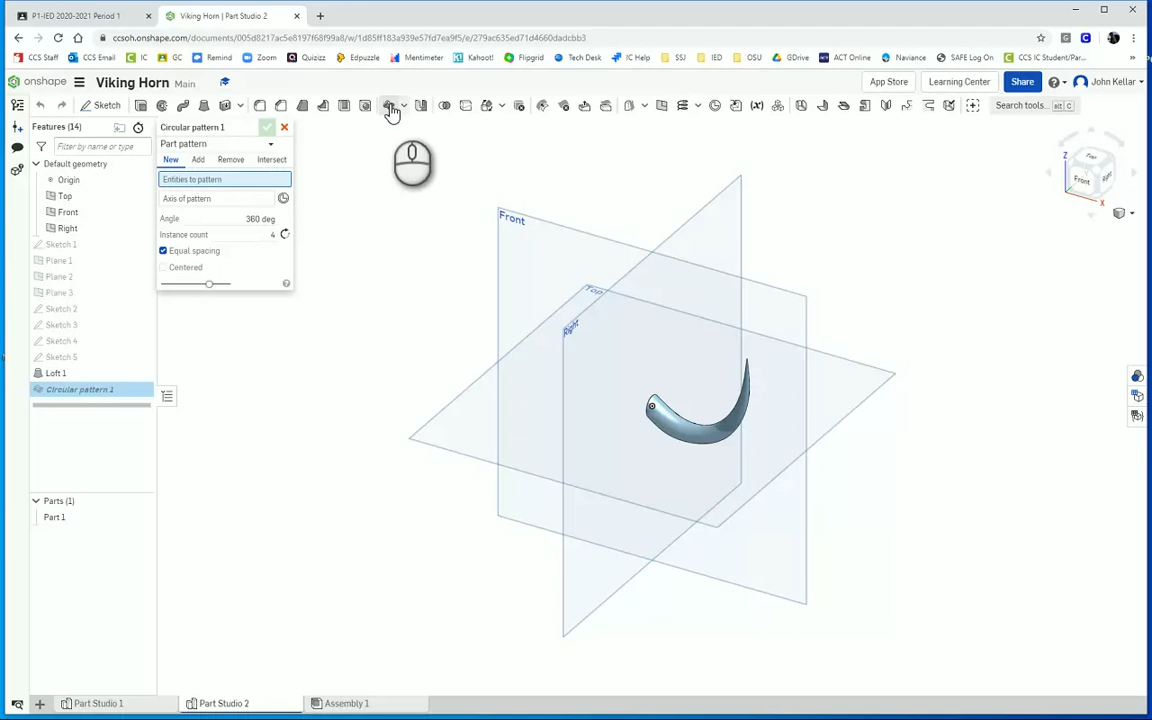 P1-IED 2020-2021 Period 1
Viking Horn | Part Studio 2
ccsoh.onshape.com/documents/005d8217ac5e8197f68f99a8/w/1d85ff183a939e57fd7ea9f5/e/279ac635ed71d4660dadcbb3
CCS Staff
CCS Email
IC
GC
Remind
Zoom
Quizizz
Edpuzzle
Mentimeter
Kahoot!
Flipgrid
Tech Desk
IC Help
SSJ
IED
OSU
GDrive
ACT Online
Naviance
SAFE Log On
CCS IC Student/Par...
onshape
Viking Horn Main
App Store
Learning Center
Share
John Kellar
Sketch
Search tools...
alt C
Features (14)
Filter by name or type
Default geometry
Origin
Top
Front
Right
Sketch 1
Plane 1
Plane 2
Plane 3
Sketch 2
Sketch 3
Sketch 4
Sketch 5
Loft 1
Circular pattern 1
Parts (1)
Part 1
Circular pattern 1
Part pattern
New Add Remove Intersect
Entities to pattern
Axis of pattern
Angle 360 deg
Instance count 4
Equal spacing
Centered
Front
Top
Right
Z
Top
Front
Right
X
Part Studio 1
Part Studio 2
Assembly 1